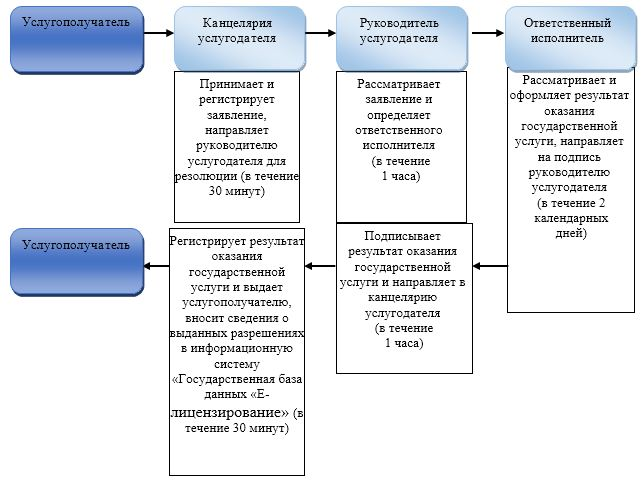 Услугополучатель
Канцелярия
услугодателя
Руководитель
услугодателя
Ответственный
исполнитель
Принимает и
регистрирует
заявление,
направляет
руководителю
услугодателя для
резолюции (в течение
30 минут)
Рассматривает
заявление и
определяет
ответственного
исполнителя
(в течение
1 часа)
Рассматривает и
оформляет результат
оказания
государственной
услуги, направляет
на подпись
руководителю
услугодателя
(в течение 2
календарных
дней)
Услугополучатель
Регистрирует результат
оказания
государственной
услуги и выдает
услугополучателю,
вносит сведения о
выданных разрешениях
в информационную
систему
«Государственная база
данных «Е-
лицензирование» (в
течение 30 минут)
Подписывает
результат оказания
государственной
услуги и направляет в
канцелярию
услугодателя
(в течение
1 часа)